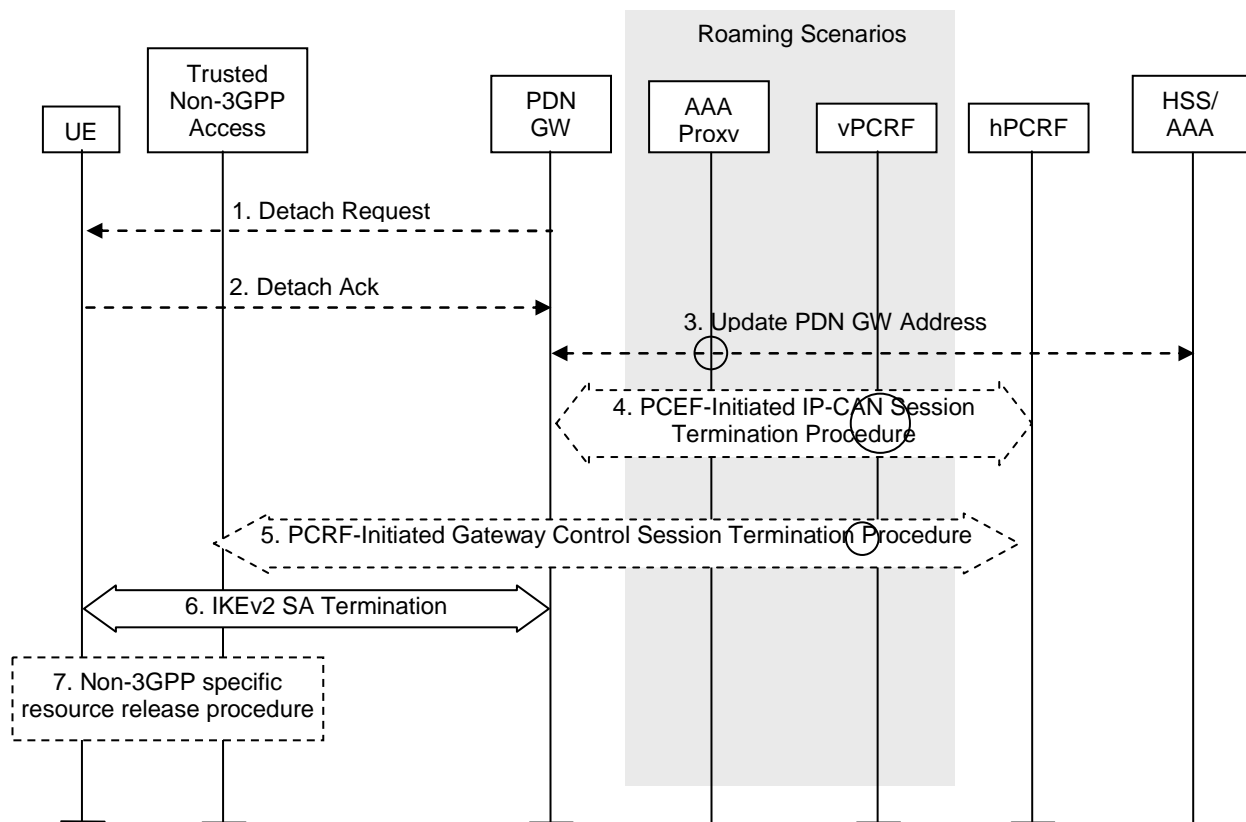 Roaming Scenarios
UE
Trusted
Non-3GPP
Access
PDN
GW
AAA
Proxv
vPCRF
hPCRF
HSS/
AAA
1. Detach Request
2. Detach Ack
3. Update PDN GW Address
4. PCEF-Initiated IP-CAN Session
Termination Procedure
5. PCRF-Initiated Gateway Control Session Termination Procedure
6. IKEv2 SA Termination
7. Non-3GPP specific
resource release procedure